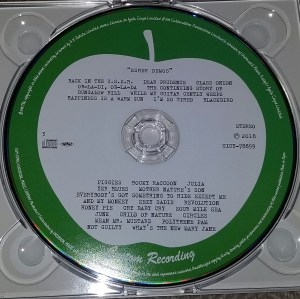 "ESHER DEMOS"
BACK IN THE U.S.S.R. DEAR PRUDENCE GLASS ONION
OB-LA-DI, OB-LA-DA THE CONTINUING STORY OF
BUNGALOW BILL WHILE MY GUITAR GENTLY WEEPS
HAPPINESS IS A WARM GUN I'M SO TIRED BLACKBIRD
3
STEREO
℗ 2018
UICY-78859
PIGGIES ROCKY RACCOON JULIA
YER BLUES MOTHER NATURE'S SON
EVERYBODY'S GOT SOMETHING TO HIDE EXCEPT ME
AND MY MONKEY SEXY SADIE REVOLUTION
HONEY PIE CRY BABY CRY SOUR MILK SEA
JUNK CHILD OF NATURE CIRCLES
MEAN MR. MUSTARD POLYTHENE PAM
NOT GUILTY WHAT'S THE NEW MARY JANE
Recording